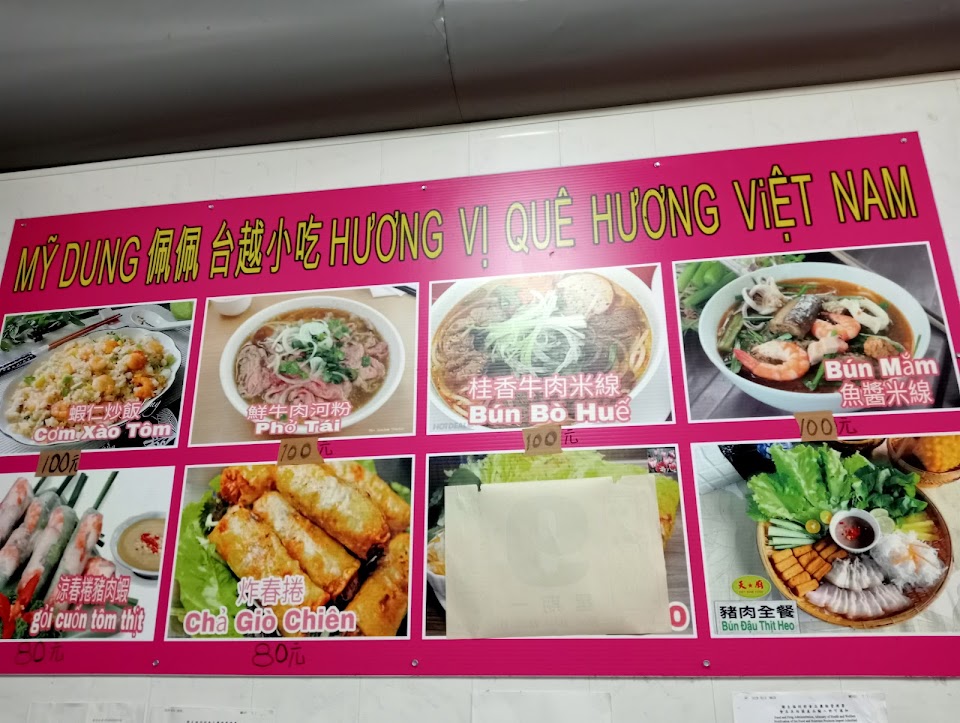 MỸ DUNG 佩佩 台越小吃 HƯƠNG VỊ QUÊ HƯƠNG ViỆT NAM
蝦仁炒飯
Cơm Xào Tôm
100元
鮮牛肉河粉
Phở Tái
100元
桂香牛肉米線
Bún Bò Huế
100元
Bún Mắm
魚醬米線
100元
涼春捲豬肉蝦
gỏi cuốn tôm thịt
80元
炸春捲
Chả Giò Chiên
80元
O
豬肉全餐
Bún Đậu Thịt Heo